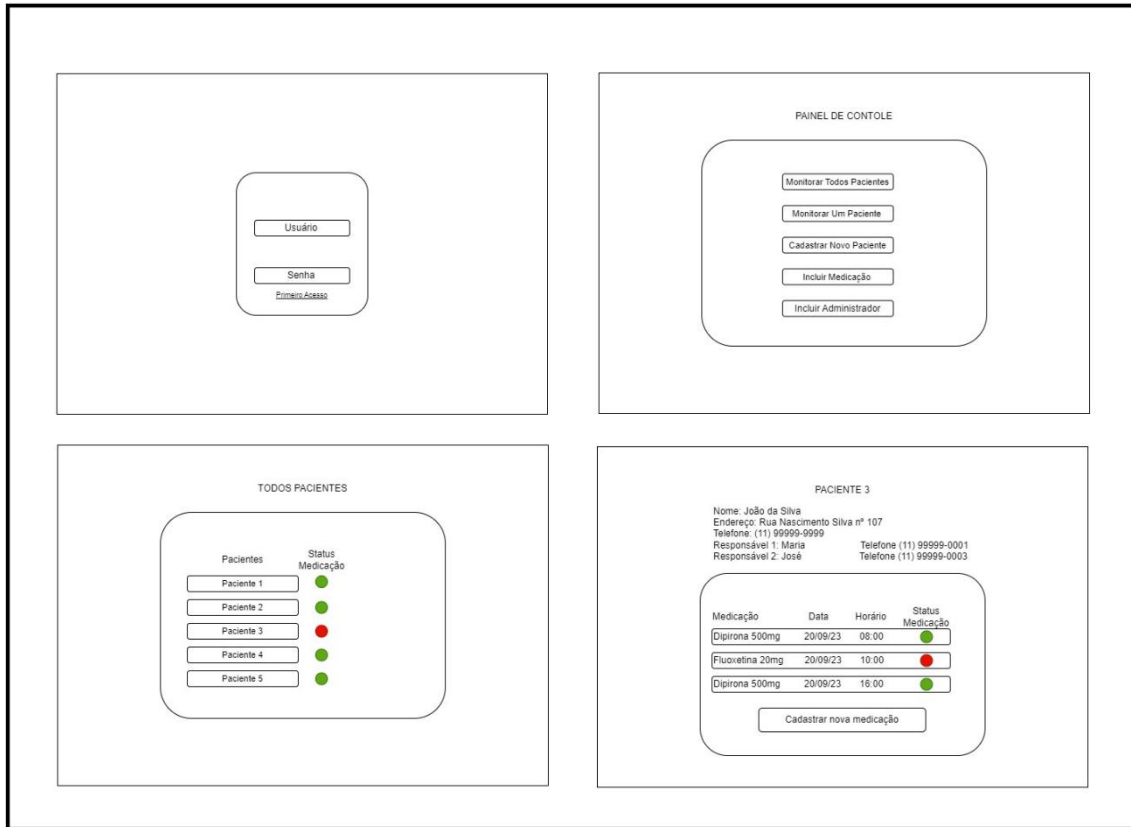 Usuário
Senha
Primeiro Acesso
PAINEL DE CONTOLE
Monitorar Todos Pacientes
Monitorar Um Paciente
Cadastrar Novo Paciente
Incluir Medicação
Incluir Administrador
TODOS PACIENTES
Pacientes Status Medicação
Paciente 1
Paciente 2
Paciente 3
Paciente 4
Paciente 5
PACIENTE 3
Nome: João da Silva
Endereço: Rua Nascimento Silva nº 107
Telefone: (11) 99999-9999
Responsável 1: Maria Telefone (11) 99999-0001
Responsável 2: José Telefone (11) 99999-0003
Medicação Data Horário Status Medicação
Dipirona 500mg 20/09/23 08:00
Fluoxetina 20mg 20/09/23 10:00
Dipirona 500mg 20/09/23 16:00
Cadastrar nova medicação